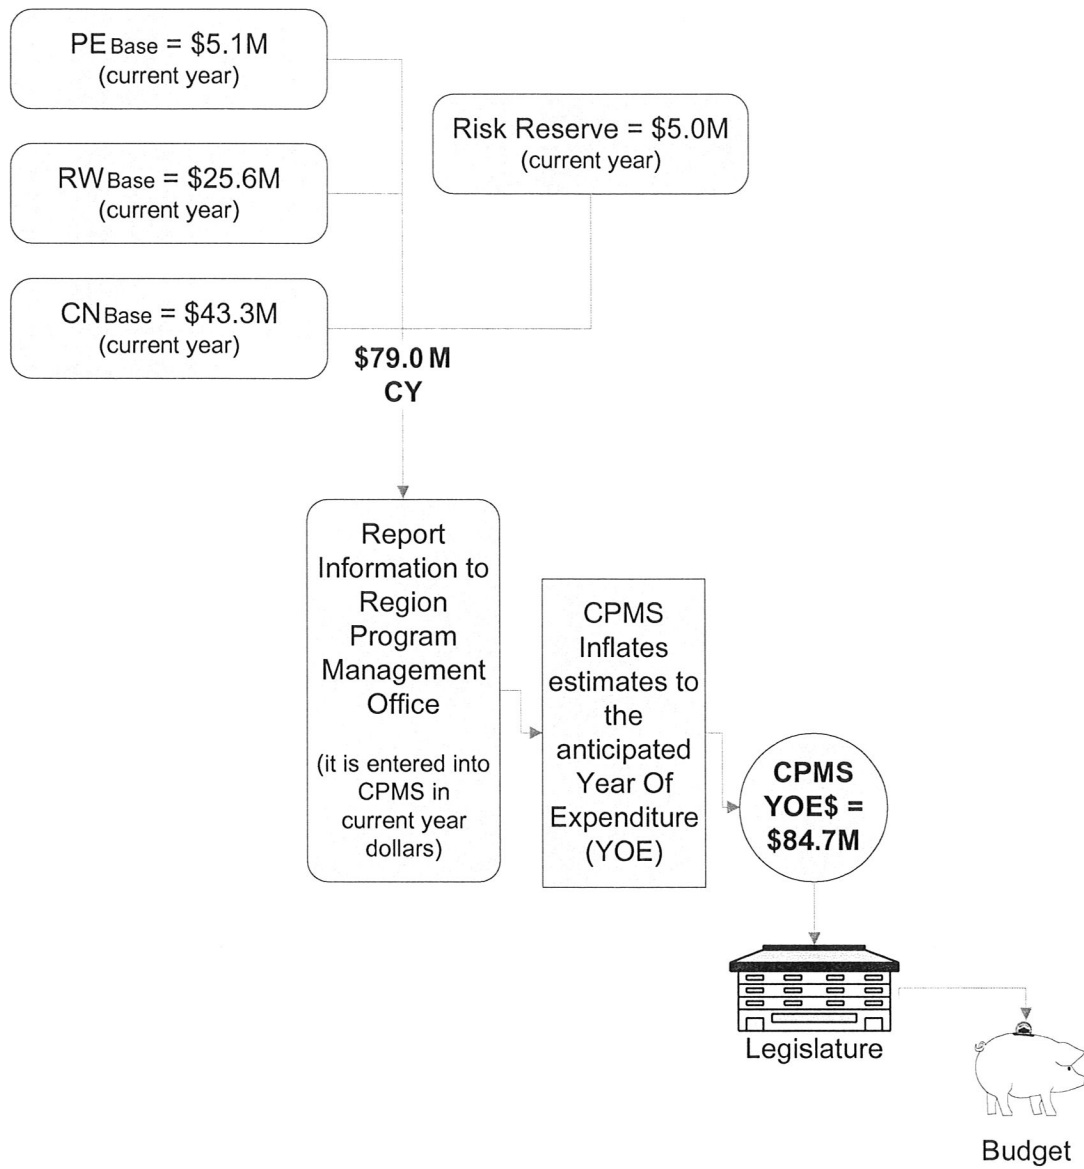 PE Base = $5.1M
(current year)
Risk Reserve = $5.0M
(current year)
RW Base = $25.6M
(current year)
CN Base = $43.3M
(current year)
$79.0 M
CY
Report
Information to
Region
Program
Management
Office
(it is entered into
CPMS in
current year
dollars)
CPMS
Inflates
estimates to
the
anticipated
Year Of
Expenditure
(YOE)
CPMS
YOE$ =
$84.7M
Legislature
Budget